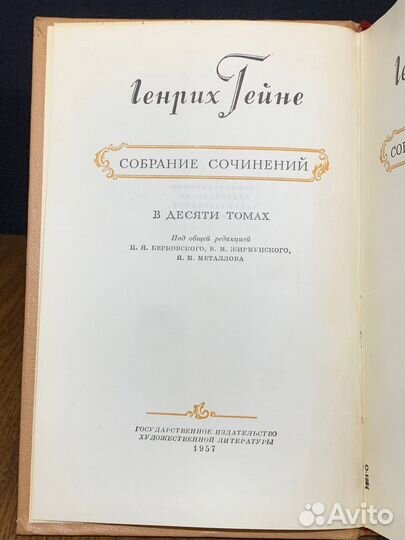 Генрих Гейне
СОБРАНИЕ СОЧИНЕНИЙ
В ДЕСЯТИ ТОМАХ
Под общей редакцией
Н. Я. БЕРКОВСКОГО, В. М. ЖИРМУНСКОГО,
Я. М. МЕТАЛЛОВА
ГОСУДАРСТВЕННОЕ ИЗДАТЕЛЬСТВО
ХУДОЖЕСТВЕННОЙ ЛИТЕРАТУРЫ
1957
Avito